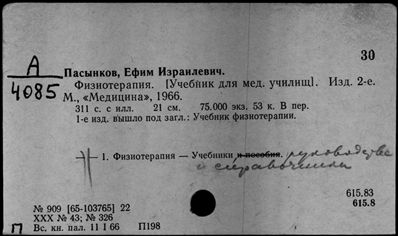 30
А
4085
Пасынков, Ефим Израилевич.
Физиотерапия. [Учебник для мед. училищ]. Изд. 2-е.
М., «Медицина», 1966.
311 с. с илл. 21 см. 75.000 экз. 53 к. В пер.
1-е изд. вышло под загл.: Учебник физиотерапии.
1. Физиотерапия — Учебники и пособия. руководства
и справочники
615.83
615.8
№ 909 [65-103765] 22
XXX № 43; № 326
П Вс. кн. пал. 11 I 66 П198